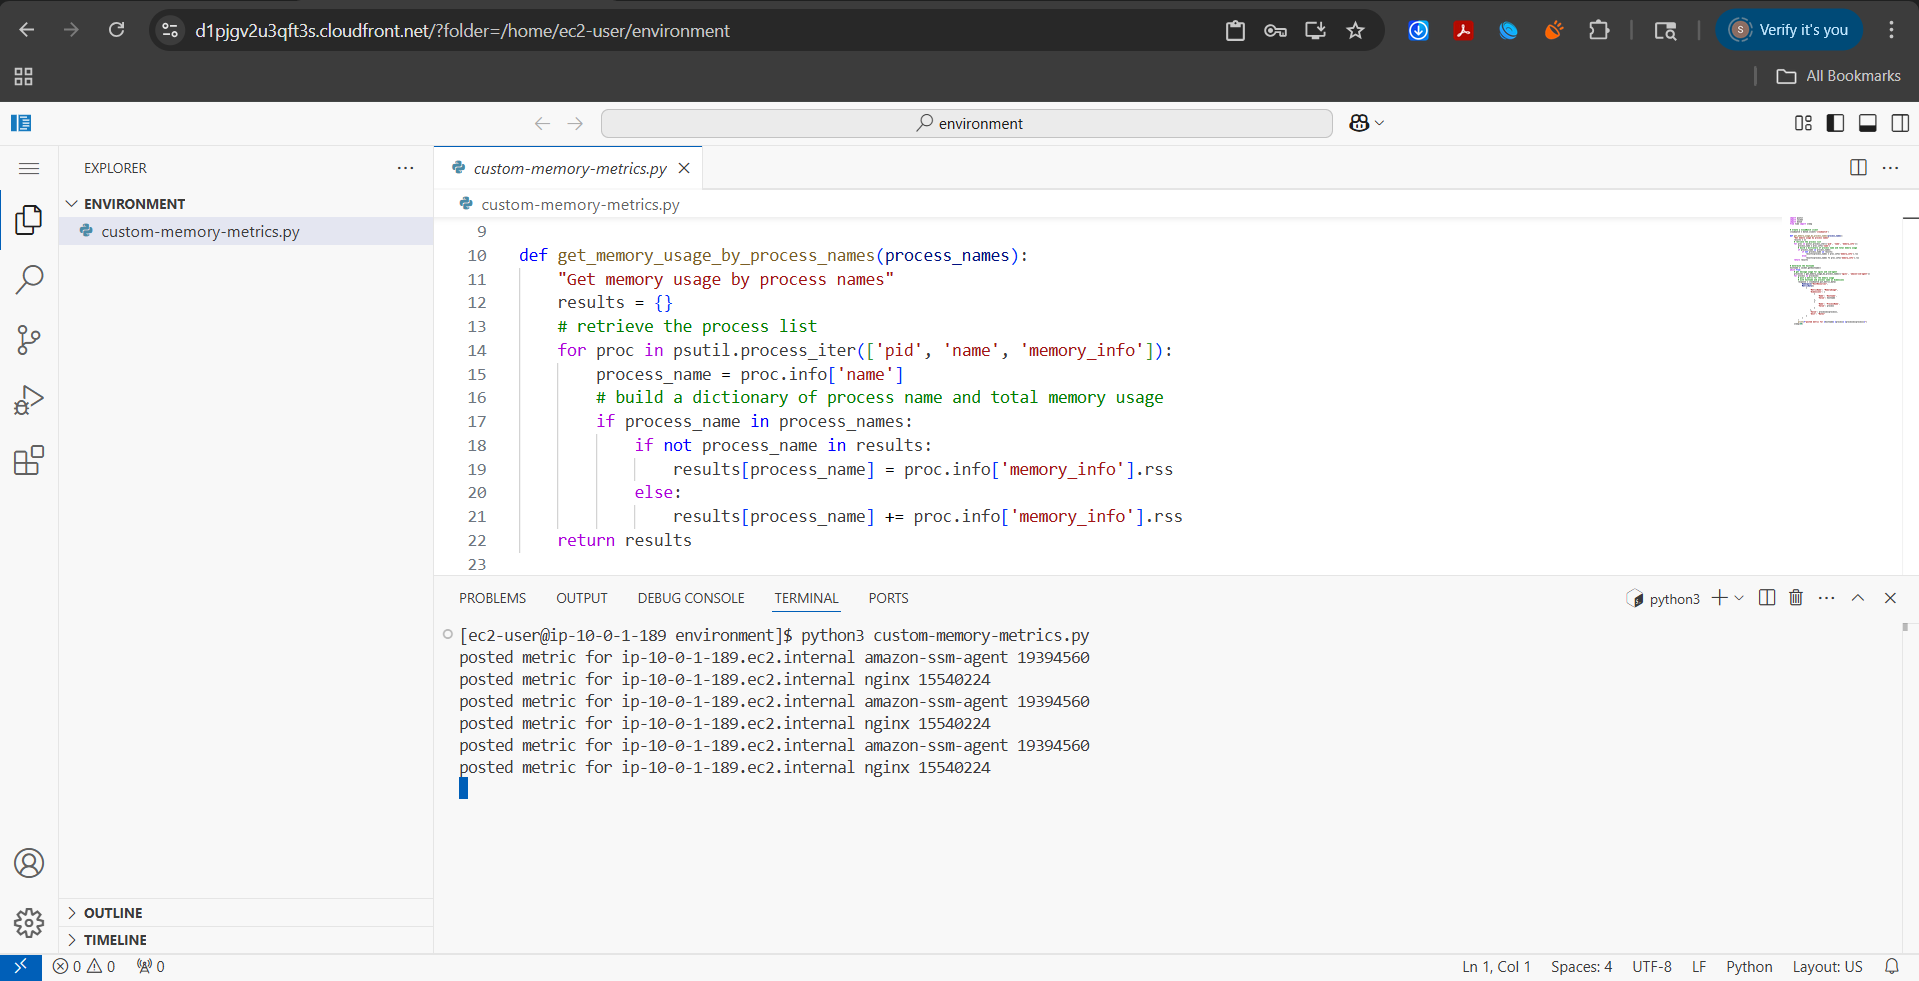 d1pjgv2u3qft3s.cloudfront.net/?folder=/home/ec2-user/environment
S Verify it's you
All Bookmarks
environment
EXPLORER
ENVIRONMENT
custom-memory-metrics.py
custom-memory-metrics.py
custom-memory-metrics.py
9
10 def get_memory_usage_by_process_names(process_names):
11 "Get memory usage by process names"
12 results = {}
13 # retrieve the process list
14 for proc in psutil.process_iter(['pid', 'name', 'memory_info']):
15 process_name = proc.info['name']
16 # build a dictionary of process name and total memory usage
17 if process_name in process_names:
18 if not process_name in results:
19 results[process_name] = proc.info['memory_info'].rss
20 else:
21 results[process_name] += proc.info['memory_info'].rss
22 return results
23
PROBLEMS OUTPUT DEBUG CONSOLE TERMINAL PORTS
python3
[ec2-user@ip-10-0-1-189 environment]$ python3 custom-memory-metrics.py
posted metric for ip-10-0-1-189.ec2.internal amazon-ssm-agent 19394560
posted metric for ip-10-0-1-189.ec2.internal nginx 15540224
posted metric for ip-10-0-1-189.ec2.internal amazon-ssm-agent 19394560
posted metric for ip-10-0-1-189.ec2.internal nginx 15540224
posted metric for ip-10-0-1-189.ec2.internal amazon-ssm-agent 19394560
posted metric for ip-10-0-1-189.ec2.internal nginx 15540224
OUTLINE
TIMELINE
0 0 0
Ln 1, Col 1 Spaces: 4 UTF-8 LF Python Layout: US